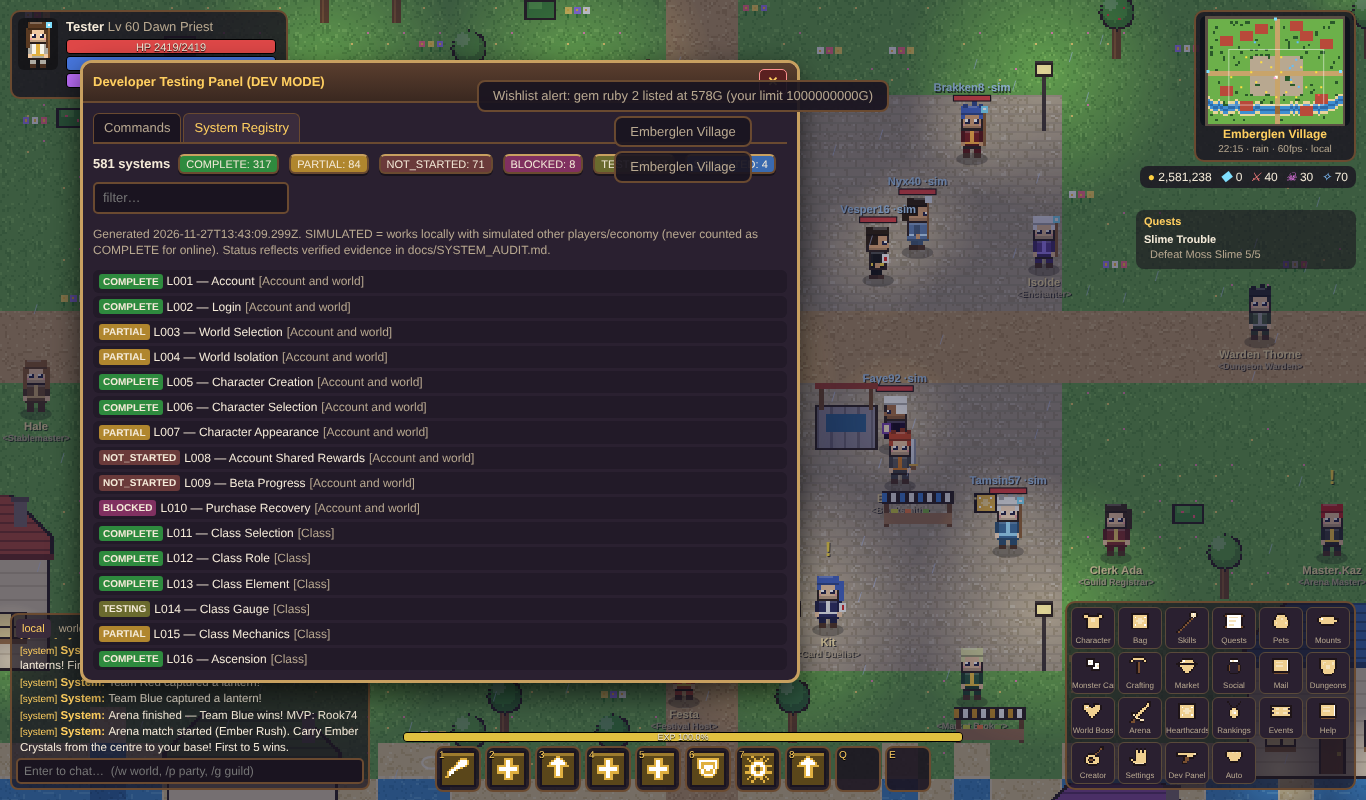 Tester Lv 60 Dawn Priest
HP 2419/2419
Developer Testing Panel (DEV MODE)
Wishlist alert: gem ruby 2 listed at 578G (your limit 1000000000G)
Commands
System Registry
Emberglen Village
581 systems
COMPLETE: 317
PARTIAL: 84
NOT_STARTED: 71
BLOCKED: 8
Emberglen Village
filter…
Generated 2026-11-27T13:43:09.299Z. SIMULATED = works locally with simulated other players/economy (never counted as
COMPLETE for online). Status reflects verified evidence in docs/SYSTEM_AUDIT.md.
COMPLETE L001 — Account [Account and world]
COMPLETE L002 — Login [Account and world]
PARTIAL L003 — World Selection [Account and world]
PARTIAL L004 — World Isolation [Account and world]
COMPLETE L005 — Character Creation [Account and world]
COMPLETE L006 — Character Selection [Account and world]
PARTIAL L007 — Character Appearance [Account and world]
NOT_STARTED L008 — Account Shared Rewards [Account and world]
NOT_STARTED L009 — Beta Progress [Account and world]
BLOCKED L010 — Purchase Recovery [Account and world]
COMPLETE L011 — Class Selection [Class]
COMPLETE L012 — Class Role [Class]
COMPLETE L013 — Class Element [Class]
TESTING L014 — Class Gauge [Class]
PARTIAL L015 — Class Mechanics [Class]
COMPLETE L016 — Ascension [Class]
Brakken8 ·sim
Nyx40 ·sim
Vesper16 ·sim
Isolde
<Enchanter>
Emberglen Village
22:15 · rain · 60fps · local
2,581,238 0 40 30 70
Quests
Slime Trouble
Defeat Moss Slime 5/5
Warden Thorne
<Dungeon Warden>
Faye92 ·sim
Hale
<Stablemaster>
Tamsin57 ·sim
!
Clerk Ada
<Guild Registrar>
!
Master Kaz
<Arena Master>
!
Kit
<Card Duelist>
Festa
<Festival Host>
local
[system]
lanterns!
[system] System: Team Red captured a lantern!
[system] System: Team Blue captured a lantern!
[system] System: Arena finished — Team Blue wins! MVP: Rook74
[system] System: Arena match started (Ember Rush). Carry Ember
Crystals from the centre to your base! First to 5 wins.
Enter to chat… (/w world, /p party, /g guild)
EXP 100.0%
1 2 3 4 5 6 7 8 Q E
Character Bag Skills Quests Pets Mounts
Monster Ca Crafting Market Social Mail Dungeons
World Boss Arena Hearthcards Rankings Events Help
Creator Settings Dev Panel Auto